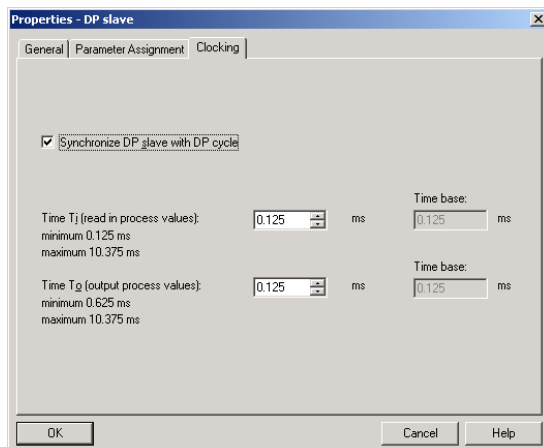 Properties - DP slave
General
Parameter Assignment
Clocking
Synchronize DP slave with DP cycle
Time base:
Time Ti (read in process values):
0.125
ms
0.125
ms
minimum 0.125 ms
maximum 10.375 ms
Time base:
Time To (output process values):
0.125
ms
0.125
ms
minimum 0.625 ms
maximum 10.375 ms
OK
Cancel
Help